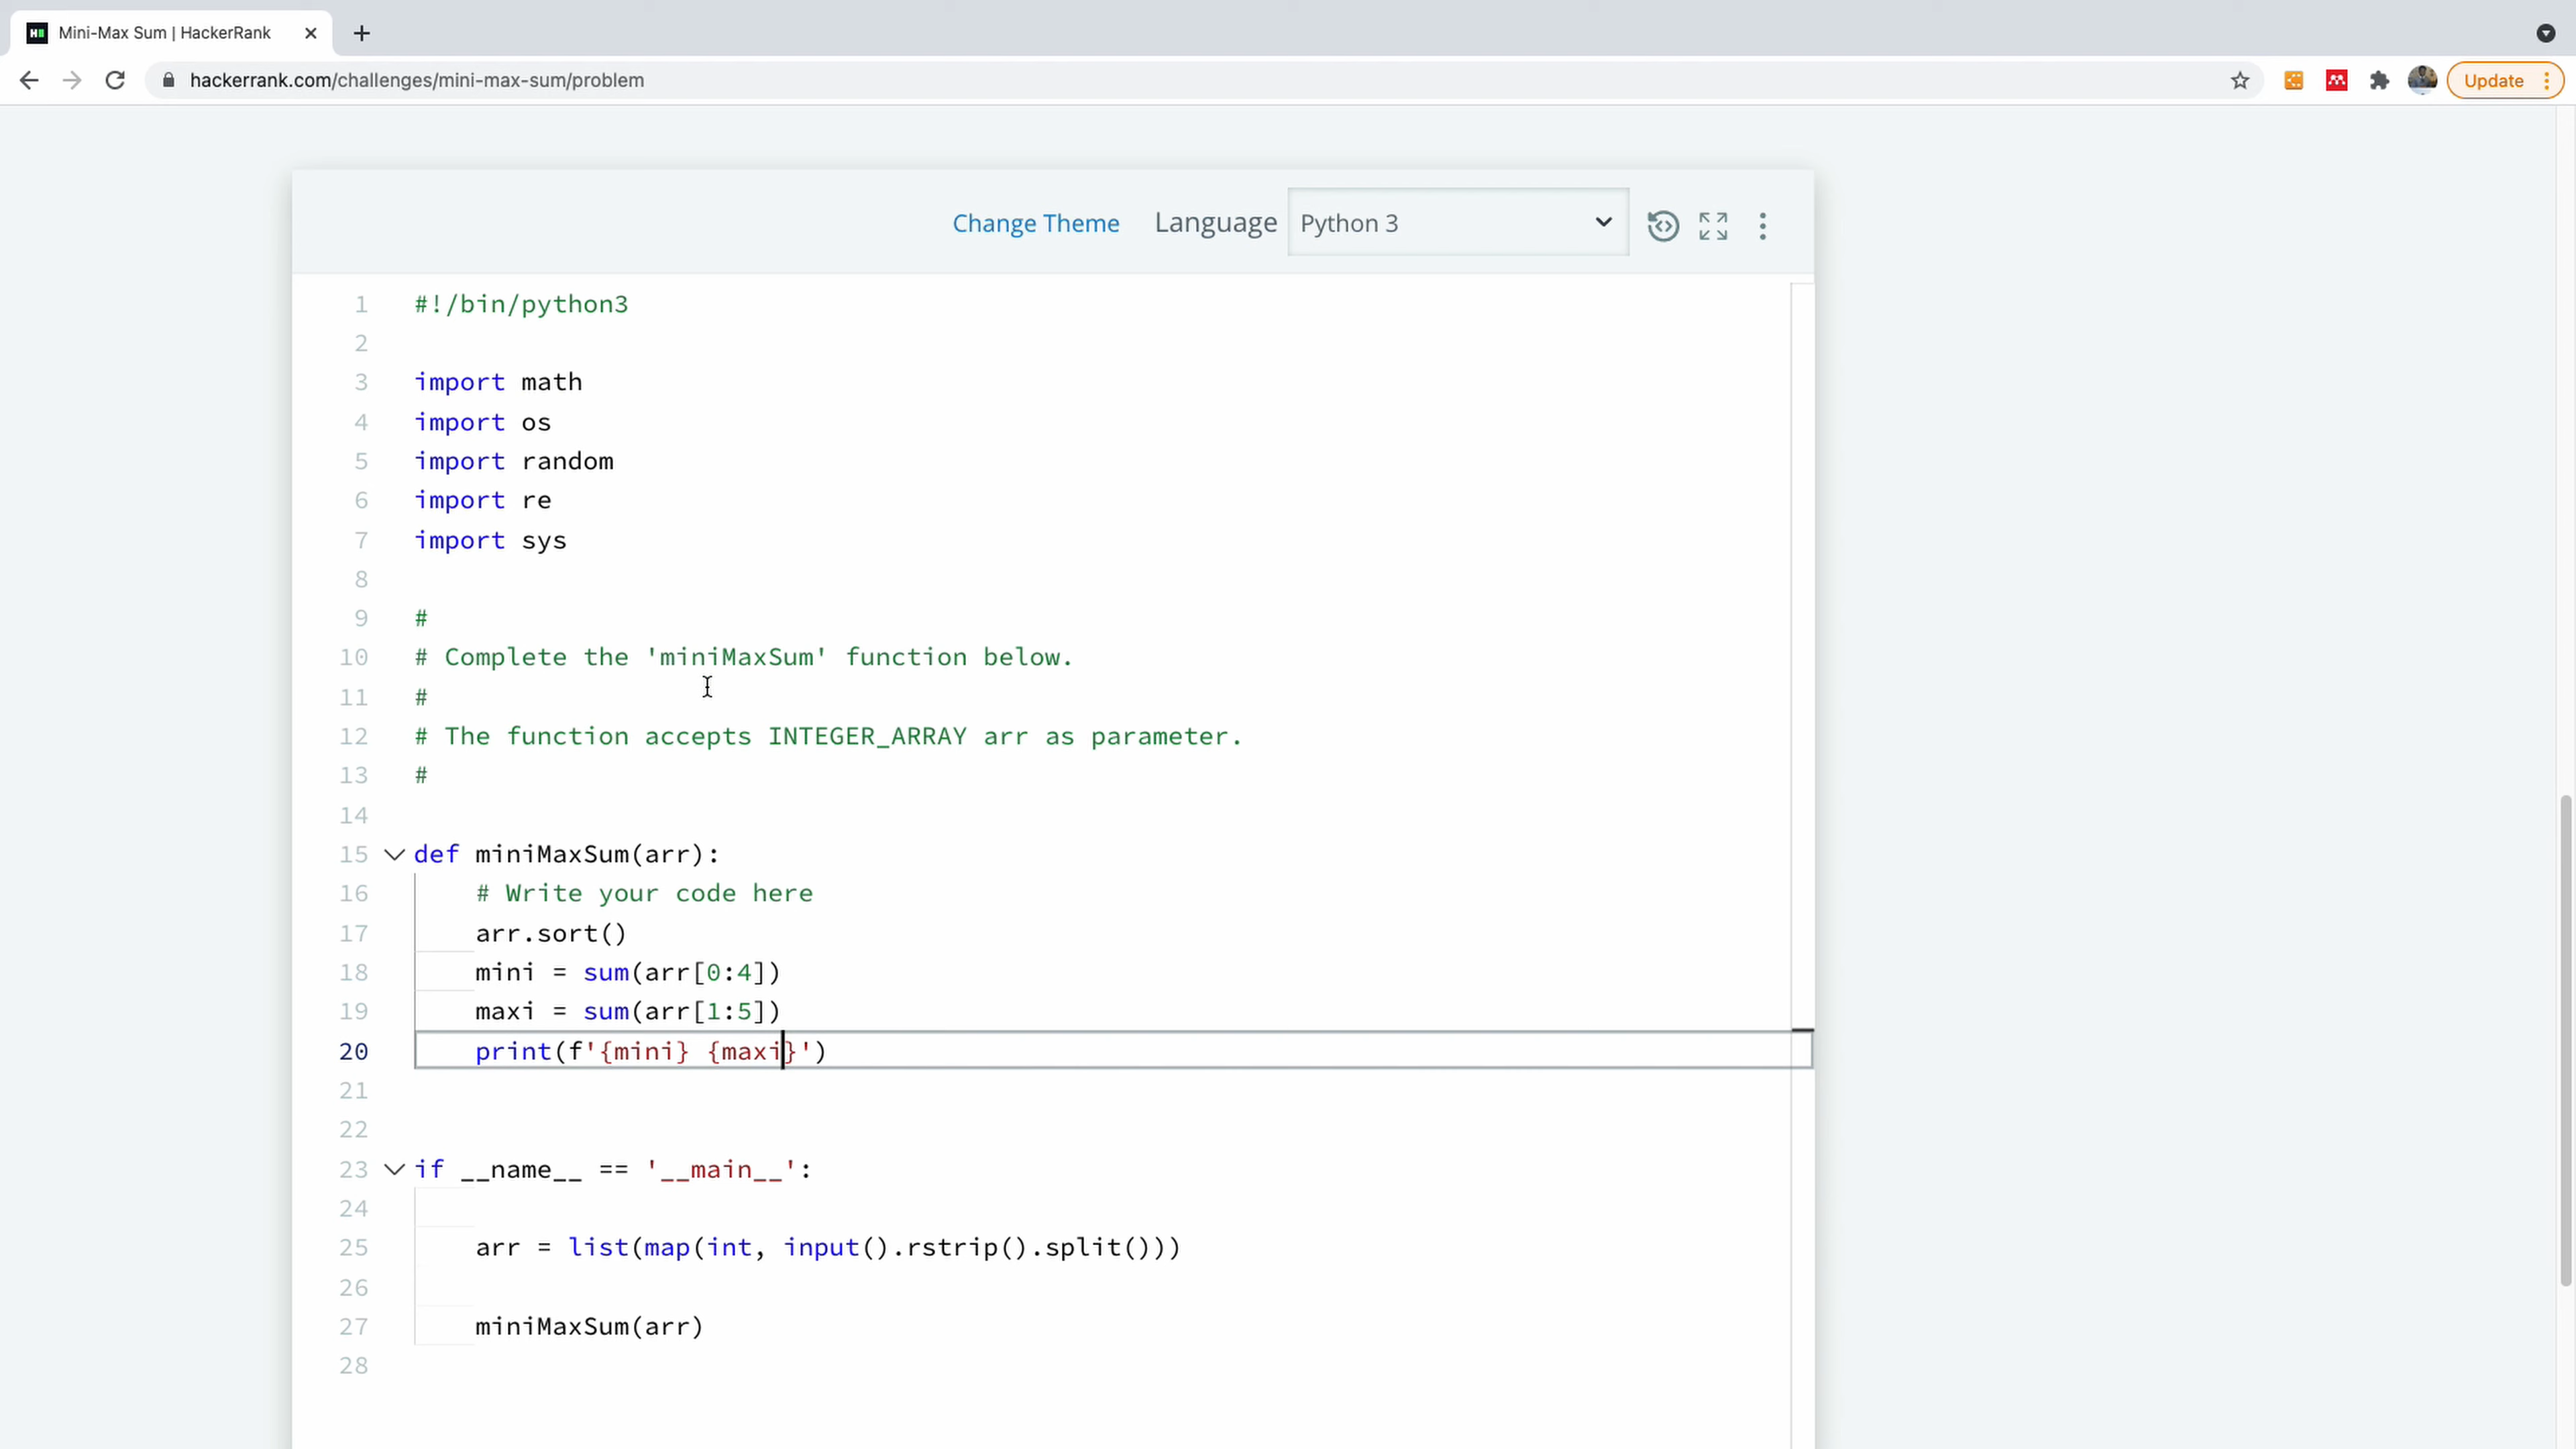 Mini-Max Sum | HackerRank
hackerrank.com/challenges/mini-max-sum/problem
Update
Change Theme Language Python 3
1 #!/bin/python3
2
3 import math
4 import os
5 import random
6 import re
7 import sys
8
9 #
10 # Complete the 'miniMaxSum' function below.
11 #
12 # The function accepts INTEGER_ARRAY arr as parameter.
13 #
14
15 def miniMaxSum(arr):
16     # Write your code here
17     arr.sort()
18     mini = sum(arr[0:4])
19     maxi = sum(arr[1:5])
20     print(f'{mini} {maxi}')
21
22
23 if __name__ == '__main__':
24
25     arr = list(map(int, input().rstrip().split()))
26
27     miniMaxSum(arr)
28